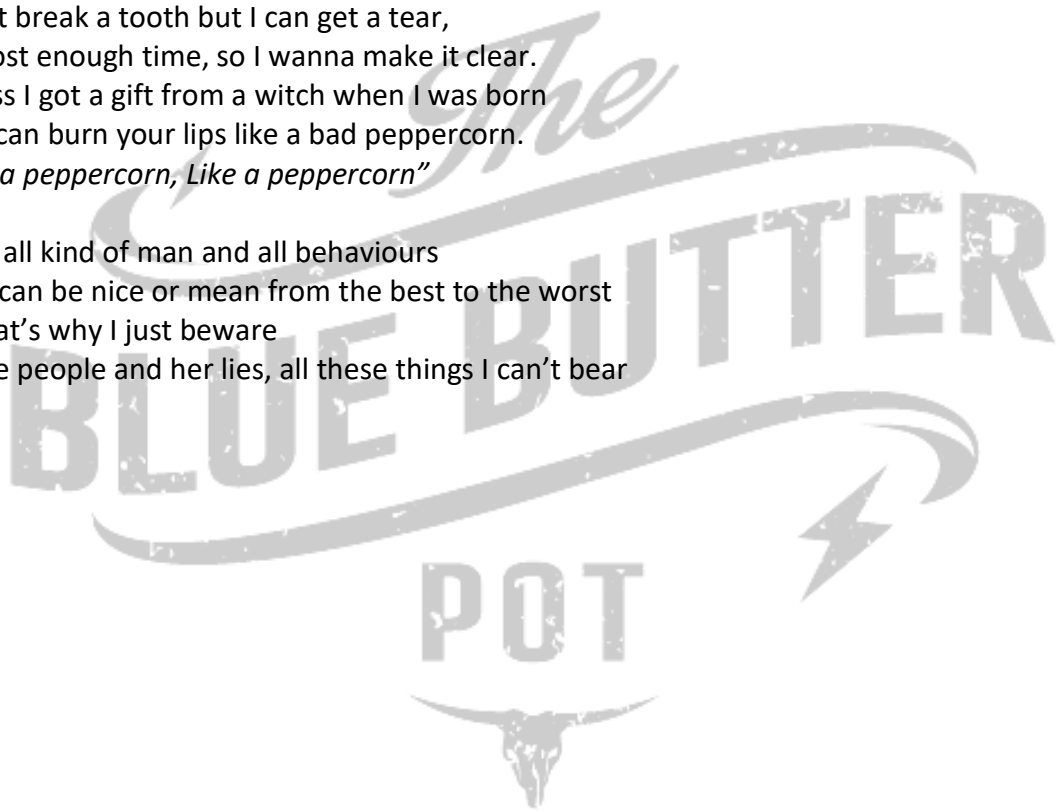 t break a tooth but I can get a tear,
ost enough time, so I wanna make it clear.
ss I got a gift from a witch when I was born
can burn your lips like a bad peppercorn.
a peppercorn, Like a peppercorn”
all kind of man and all behaviours
can be nice or mean from the best to the worst
at’s why I just beware
e people and her lies, all these things I can’t bear
The
BLUE BUTTER
POT